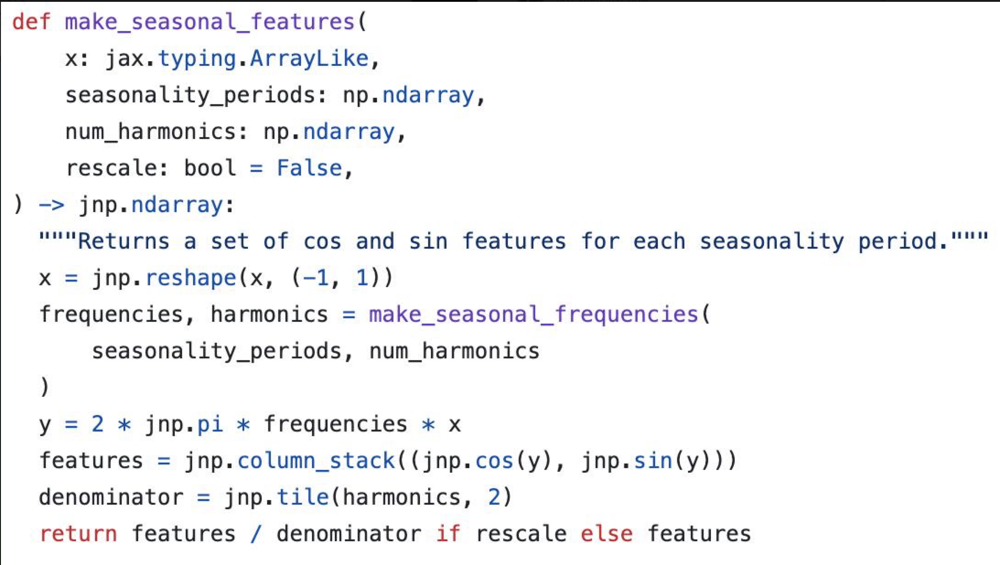 def make_seasonal_features(
    x: jax.typing.ArrayLike,
    seasonality_periods: np.ndarray,
    num_harmonics: np.ndarray,
    rescale: bool = False,
) -> jnp.ndarray:
  """Returns a set of cos and sin features for each seasonality period."""
  x = jnp.reshape(x, (-1, 1))
  frequencies, harmonics = make_seasonal_frequencies(
      seasonality_periods, num_harmonics
  )
  y = 2 * jnp.pi * frequencies * x
  features = jnp.column_stack((jnp.cos(y), jnp.sin(y)))
  denominator = jnp.tile(harmonics, 2)
  return features / denominator if rescale else features